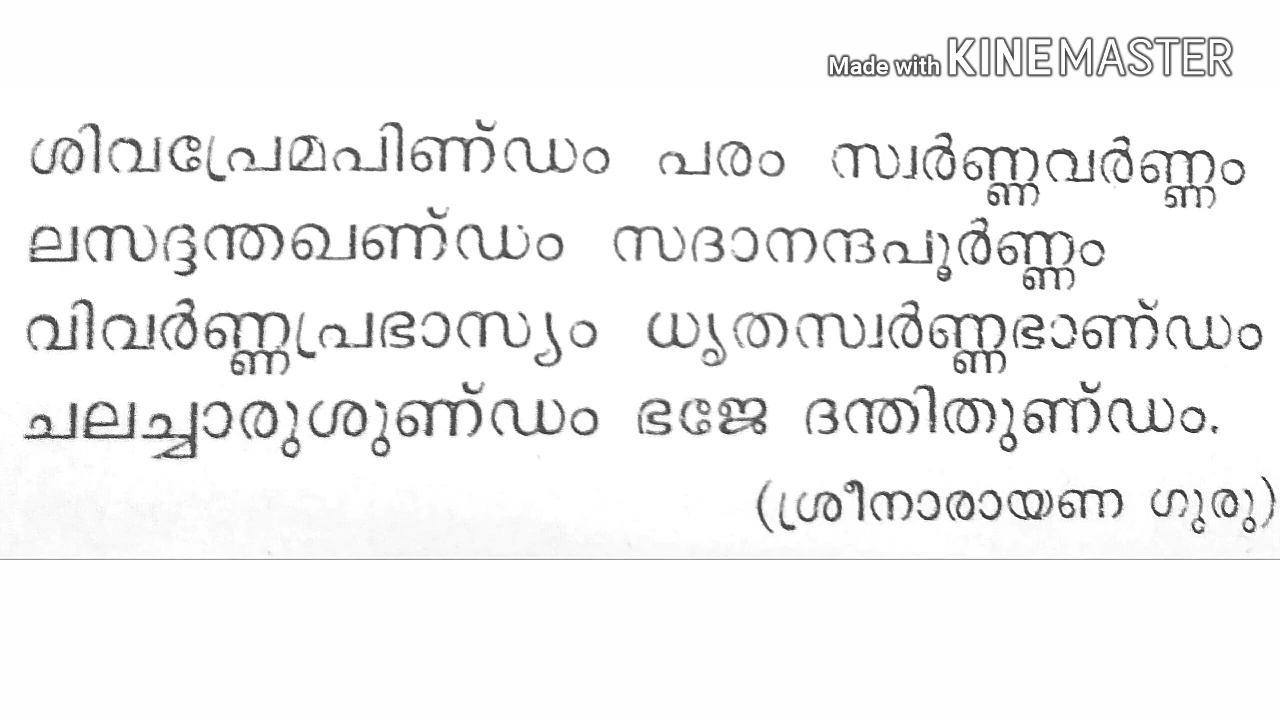 Made with KINEMASTER
ശിവപ്രേമപിണ്ഡം പരം സ്വർണ്ണവർണ്ണം
ലസദ്ദന്തഖണ്ഡം സദാനന്ദപൂർണ്ണം
വിവർണ്ണപ്രഭാസ്യം ധൃതസ്വർണ്ണഭാണ്ഡം
ചലച്ചാരുശുണ്ഡം ഭജേ ദന്തിതുണ്ഡം.
(ശ്രീനാരായണ ഗുരു)